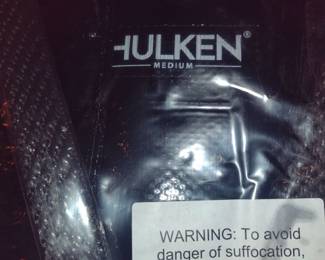 HULKEN®
MEDIUM
WARNING: To avoid
danger of suffocation,